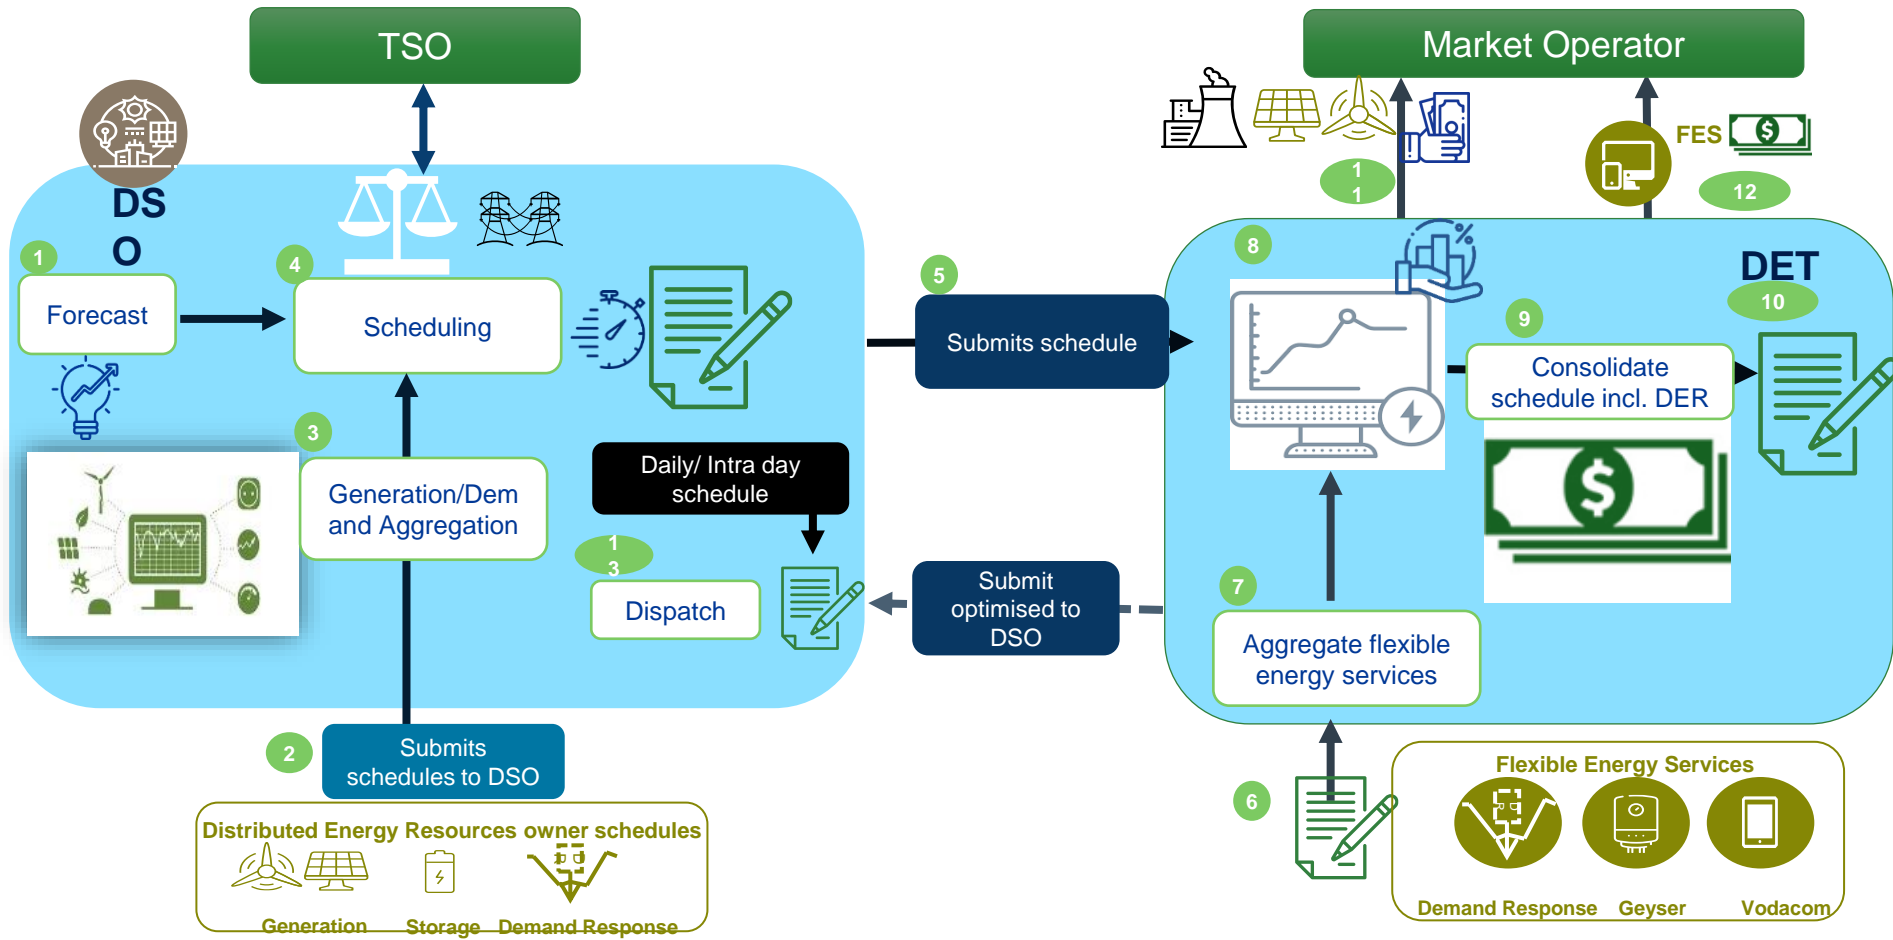 TSO
Market Operator
FES
1
1
12
DS
O
1
4
5
8
DET
10
9
Forecast
Scheduling
Submits schedule
Consolidate
schedule incl. DER
3
Generation/Dem
and Aggregation
Daily/ Intra day
schedule
1
3
Dispatch
Submit
optimised to
DSO
7
Aggregate flexible
energy services
2
Submits
schedules to DSO
6
Flexible Energy Services
Demand Response
Geyser
Vodacom
Distributed Energy Resources owner schedules
Generation
Storage
Demand Response